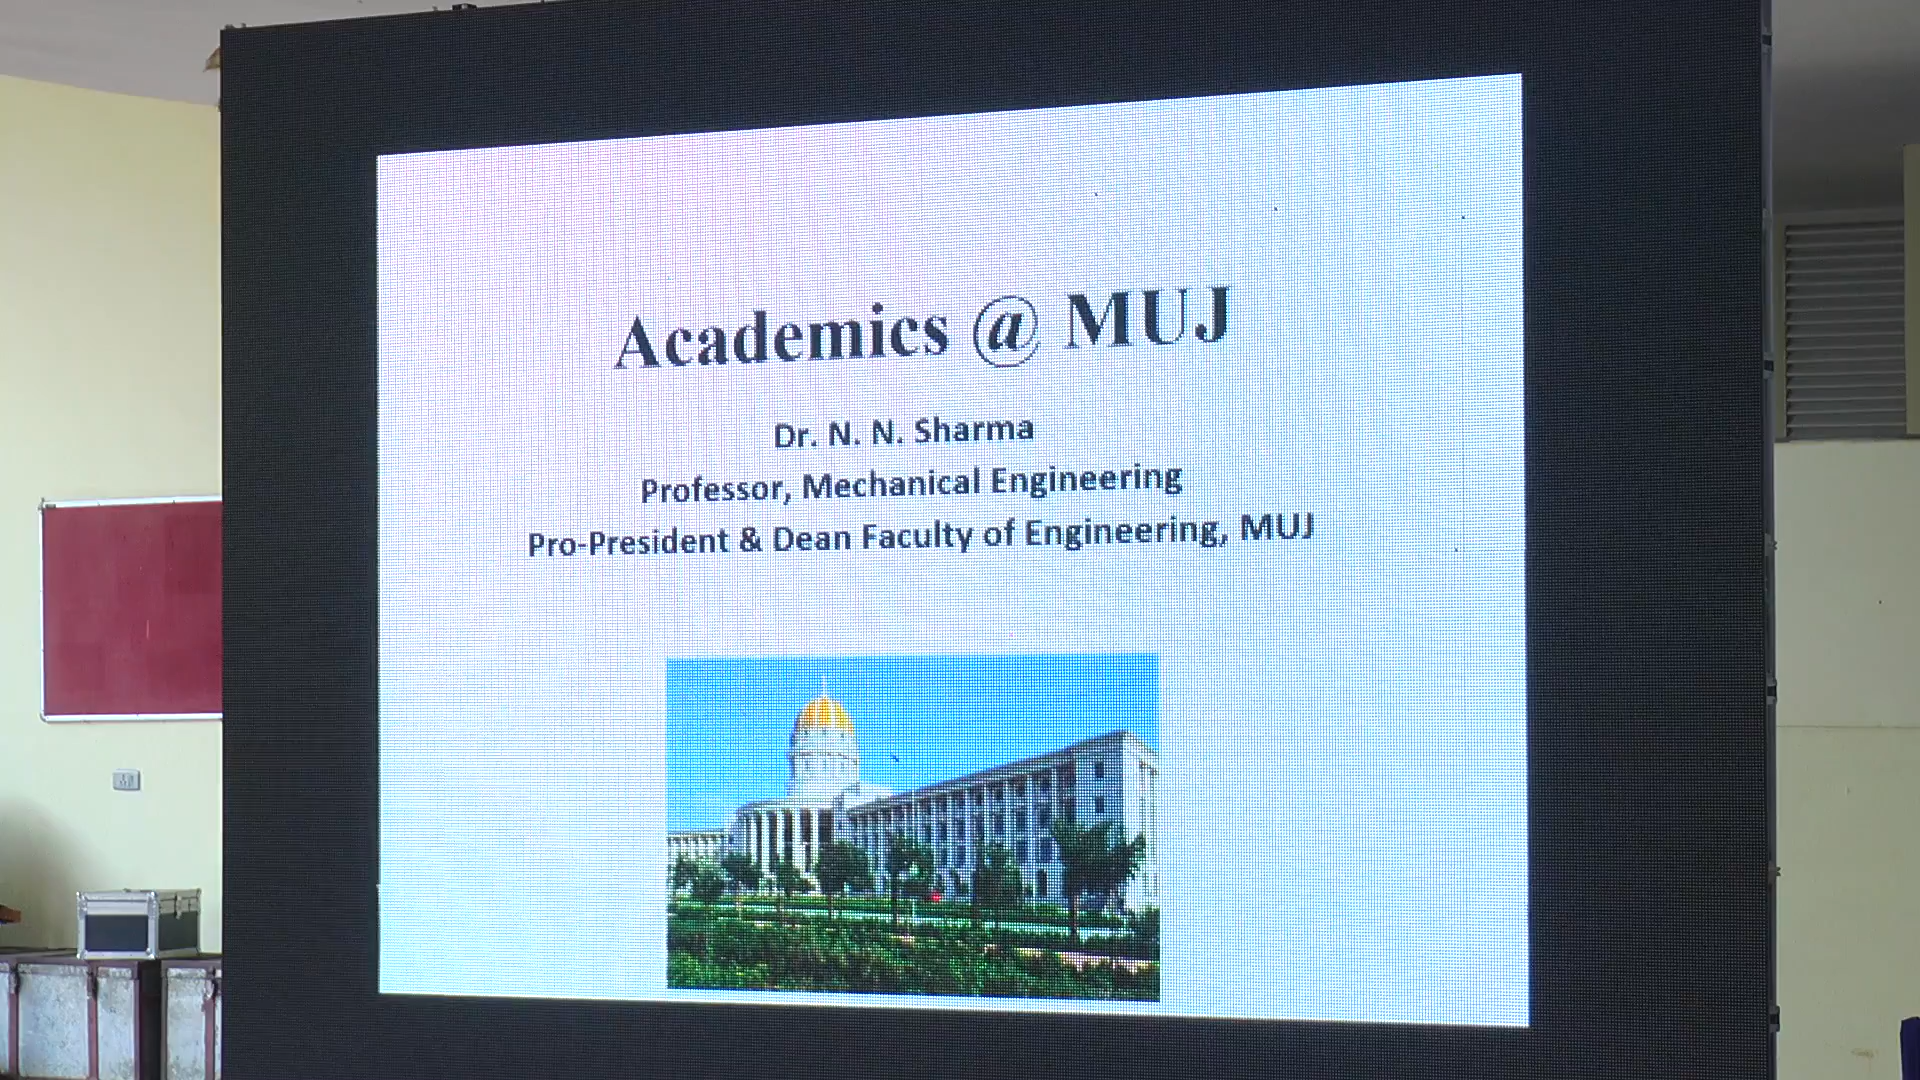 Academics @ MUJ
Dr. N. N. Sharma
Professor, Mechanical Engineering
Pro-President & Dean Faculty of Engineering, MUJ